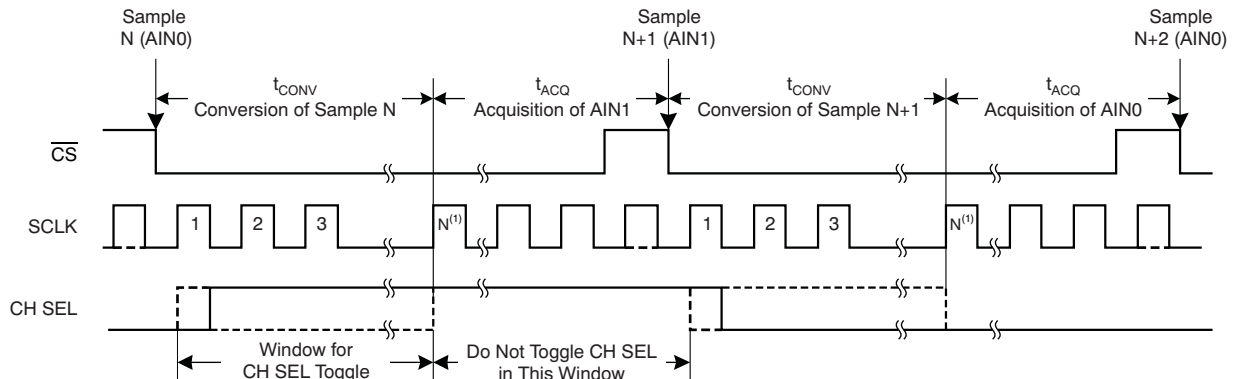 Sample
N (AIN0)
Sample
N+1 (AIN1)
Sample
N+2 (AIN0)
tCONV
Conversion of Sample N
tACQ
Acquisition of AIN1
tCONV
Conversion of Sample N+1
tACQ
Acquisition of AIN0
CS
SCLK
1
2
3
N(1)
1
2
3
N(1)
CH SEL
Window for
CH SEL Toggle
Do Not Toggle CH SEL
in This Window